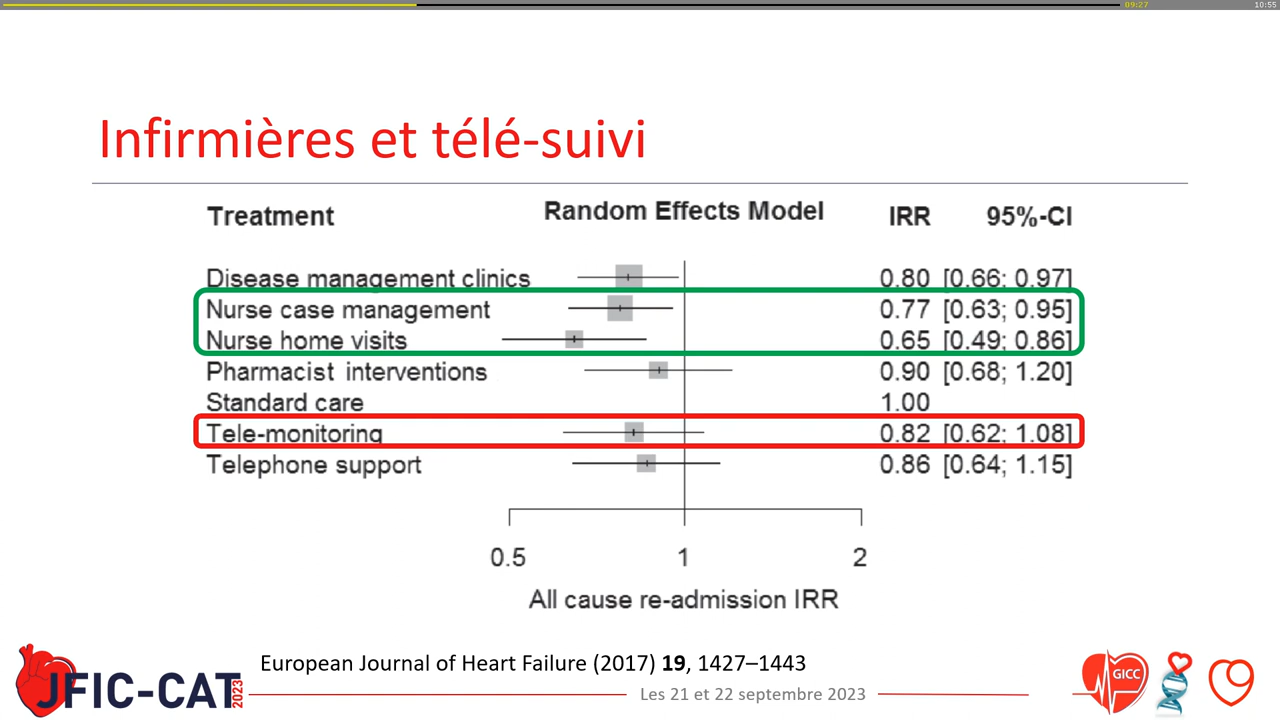 09:27 10:55
Infirmières et télé-suivi
Treatment Random Effects Model IRR 95%-CI
Disease management clinics 0.80 [0.66; 0.97]
Nurse case management 0.77 [0.63; 0.95]
Nurse home visits 0.65 [0.49; 0.86]
Pharmacist interventions 0.90 [0.68; 1.20]
Standard care 1.00
Tele-monitoring 0.82 [0.62; 1.08]
Telephone support 0.86 [0.64; 1.15]
0.5 1 2
All cause re-admission IRR
European Journal of Heart Failure (2017) 19, 1427–1443
JFIC-CAT 2023
Les 21 et 22 septembre 2023
GICC